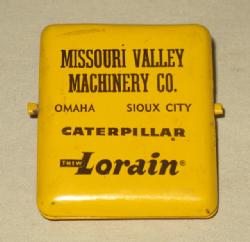 MISSOURI VALLEY
MACHINERY CO.
OMAHA SIOUX CITY
CATERPILLAR
THEW Lorain®